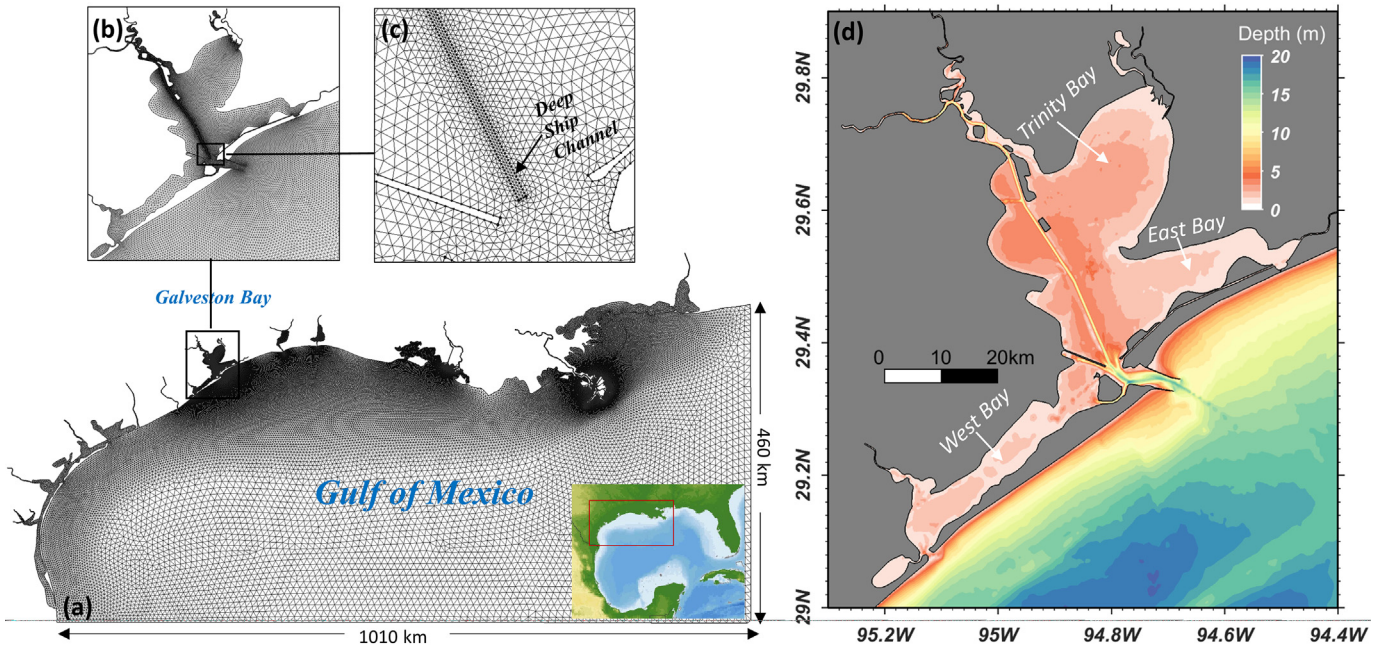 (b)
(c)
Deep
Ship
Channel
Galveston Bay
Gulf of Mexico
460 km
(a)
1010 km
(d)
Depth (m)
20
15
10
5
0
Trinity Bay
East Bay
West Bay
0 10 20km
29.8N
29.6N
29.4N
29.2N
29N
95.2W 95W 94.8W 94.6W 94.4W